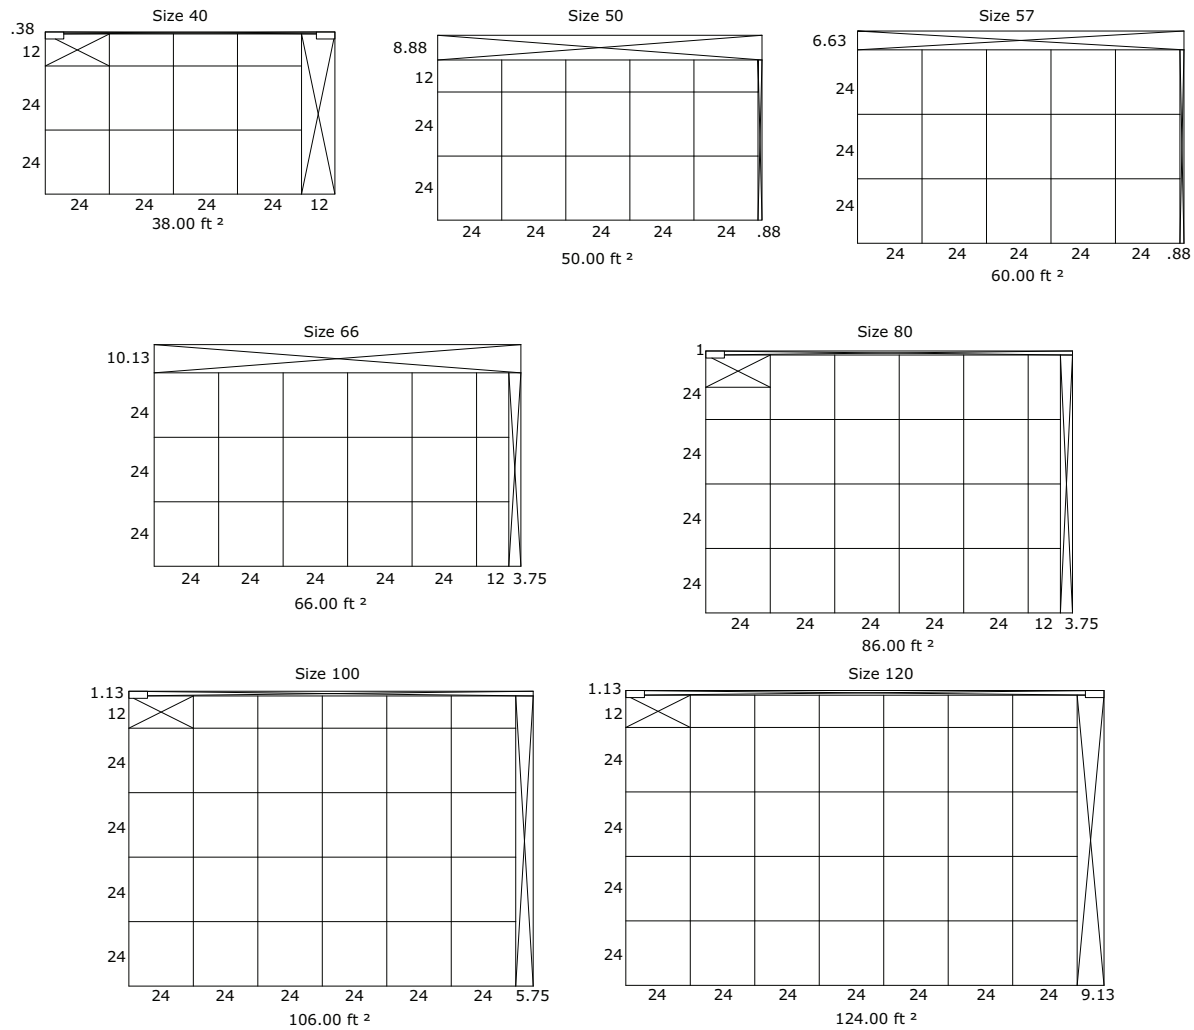 Size 40
.38
12
24
24
24 24 24 24 12
38.00 ft ²
Size 50
8.88
12
24
24
24 24 24 24 24 .88
50.00 ft ²
Size 57
6.63
24
24
24
24 24 24 24 24 .88
60.00 ft ²
Size 66
10.13
24
24
24
24 24 24 24 24 12 3.75
66.00 ft ²
Size 80
1
24
24
24
24
24 24 24 24 24 12 3.75
86.00 ft ²
Size 100
1.13
12
24
24
24
24
24 24 24 24 24 24 5.75
106.00 ft ²
Size 120
1.13
12
24
24
24
24
24 24 24 24 24 24 24 9.13
124.00 ft ²